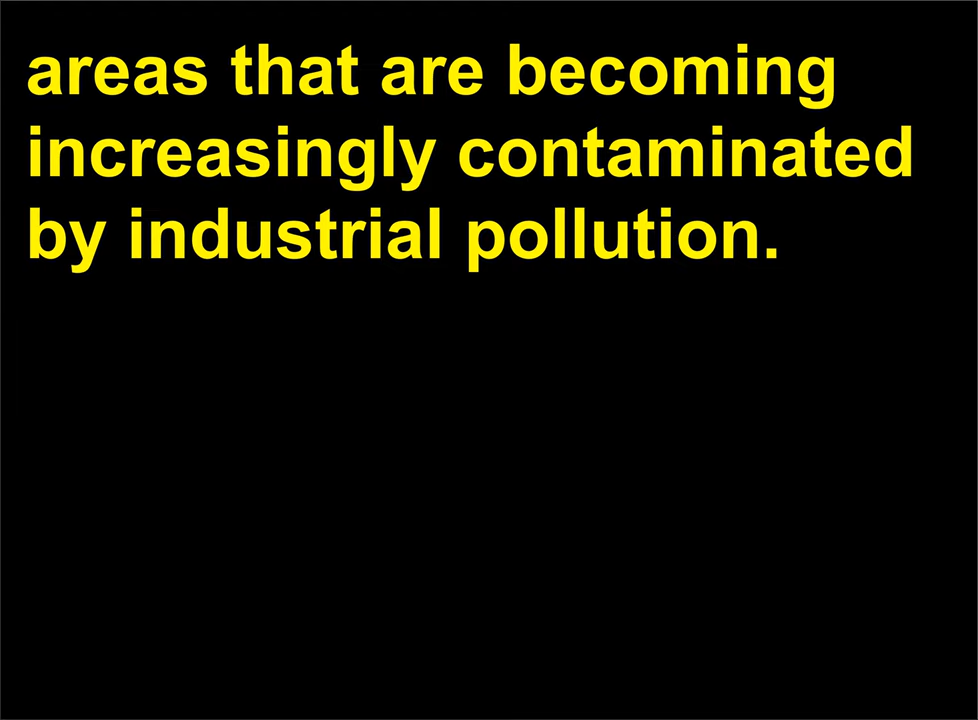 areas that are becoming
increasingly contaminated
by industrial pollution.